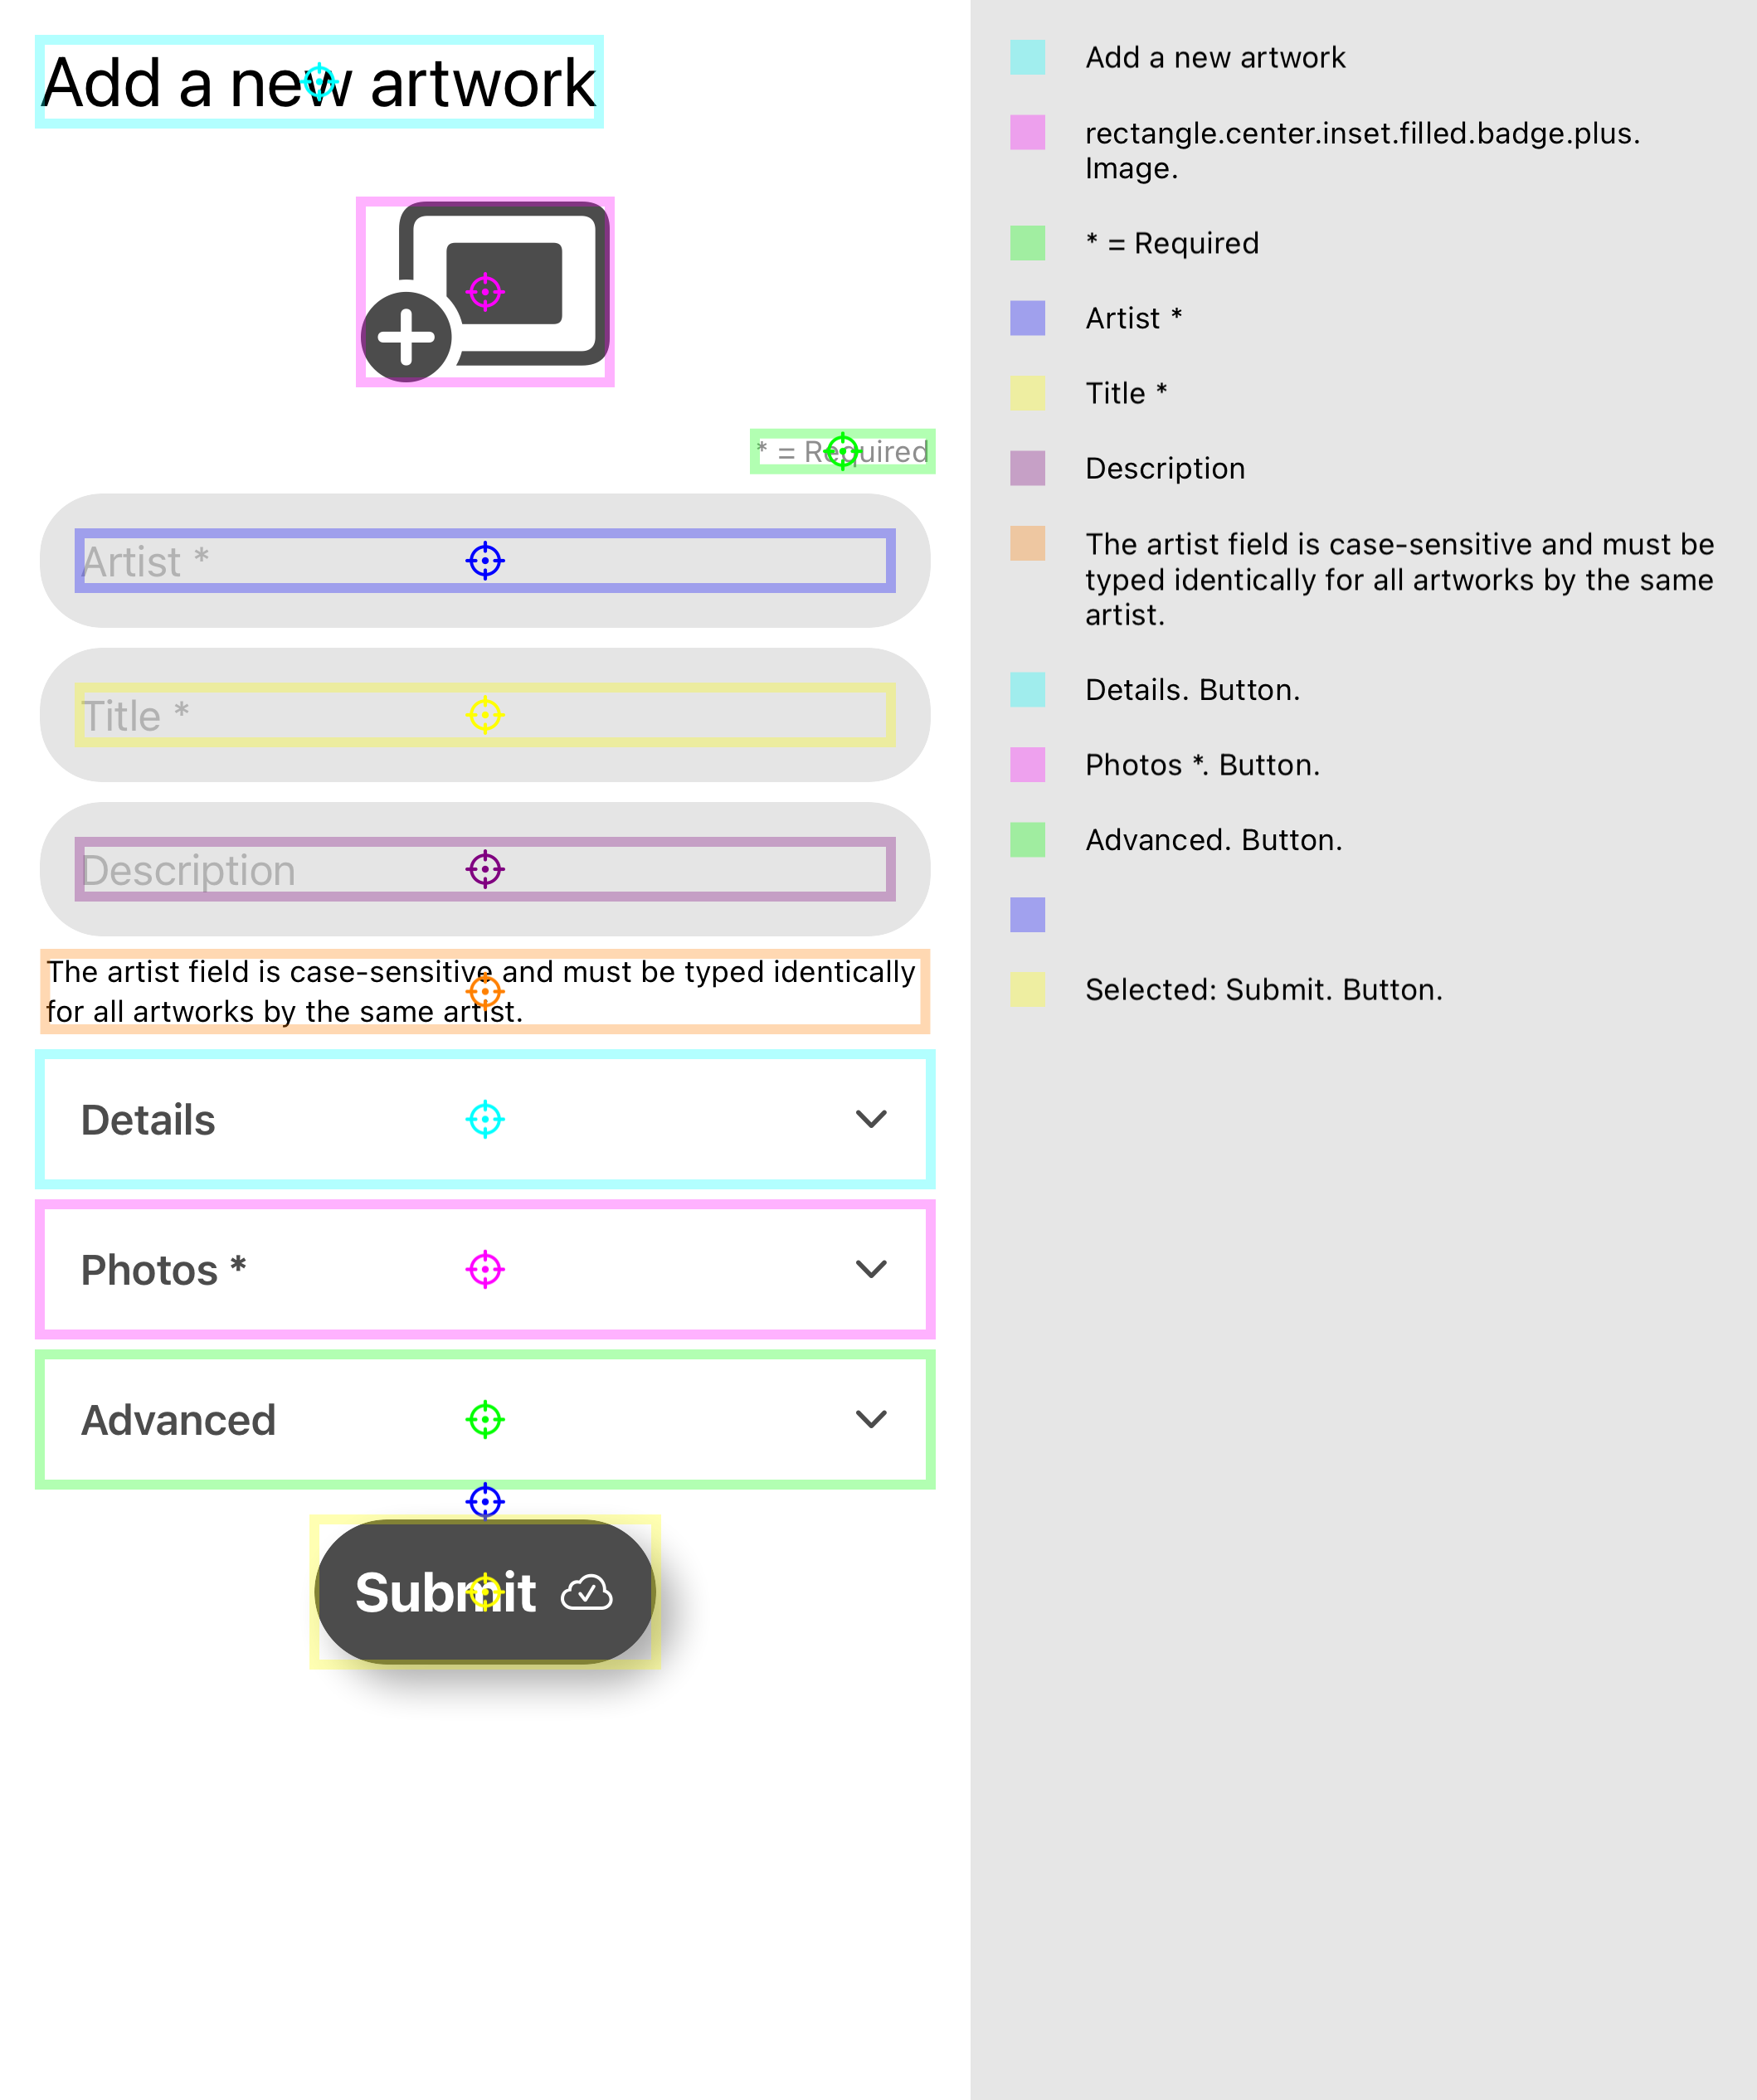 Add a new artwork
* = Required
Artist *
Title *
Description
The artist field is case-sensitive and must be typed identically
for all artworks by the same artist.
Details
Photos *
Advanced
Submit
Add a new artwork
rectangle.center.inset.filled.badge.plus.
Image.
* = Required
Artist *
Title *
Description
The artist field is case-sensitive and must be
typed identically for all artworks by the same
artist.
Details. Button.
Photos *. Button.
Advanced. Button.
Selected: Submit. Button.